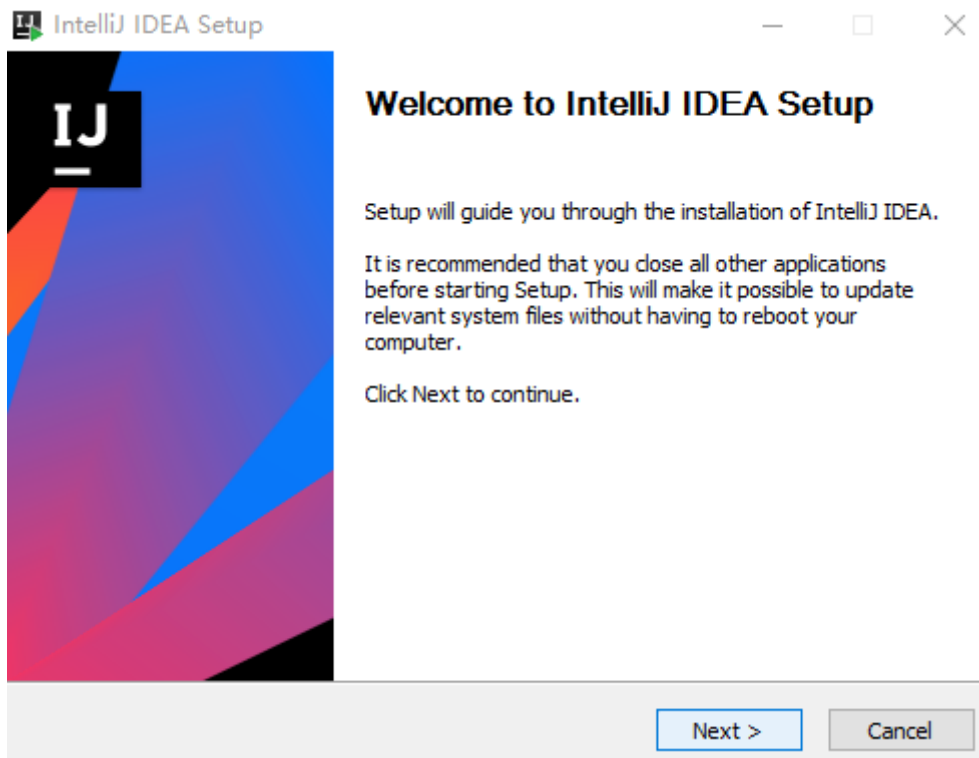 IntelliJ IDEA Setup
IJ
Welcome to IntelliJ IDEA Setup
Setup will guide you through the installation of IntelliJ IDEA.
It is recommended that you close all other applications
before starting Setup. This will make it possible to update
relevant system files without having to reboot your
computer.
Click Next to continue.
Next >
Cancel